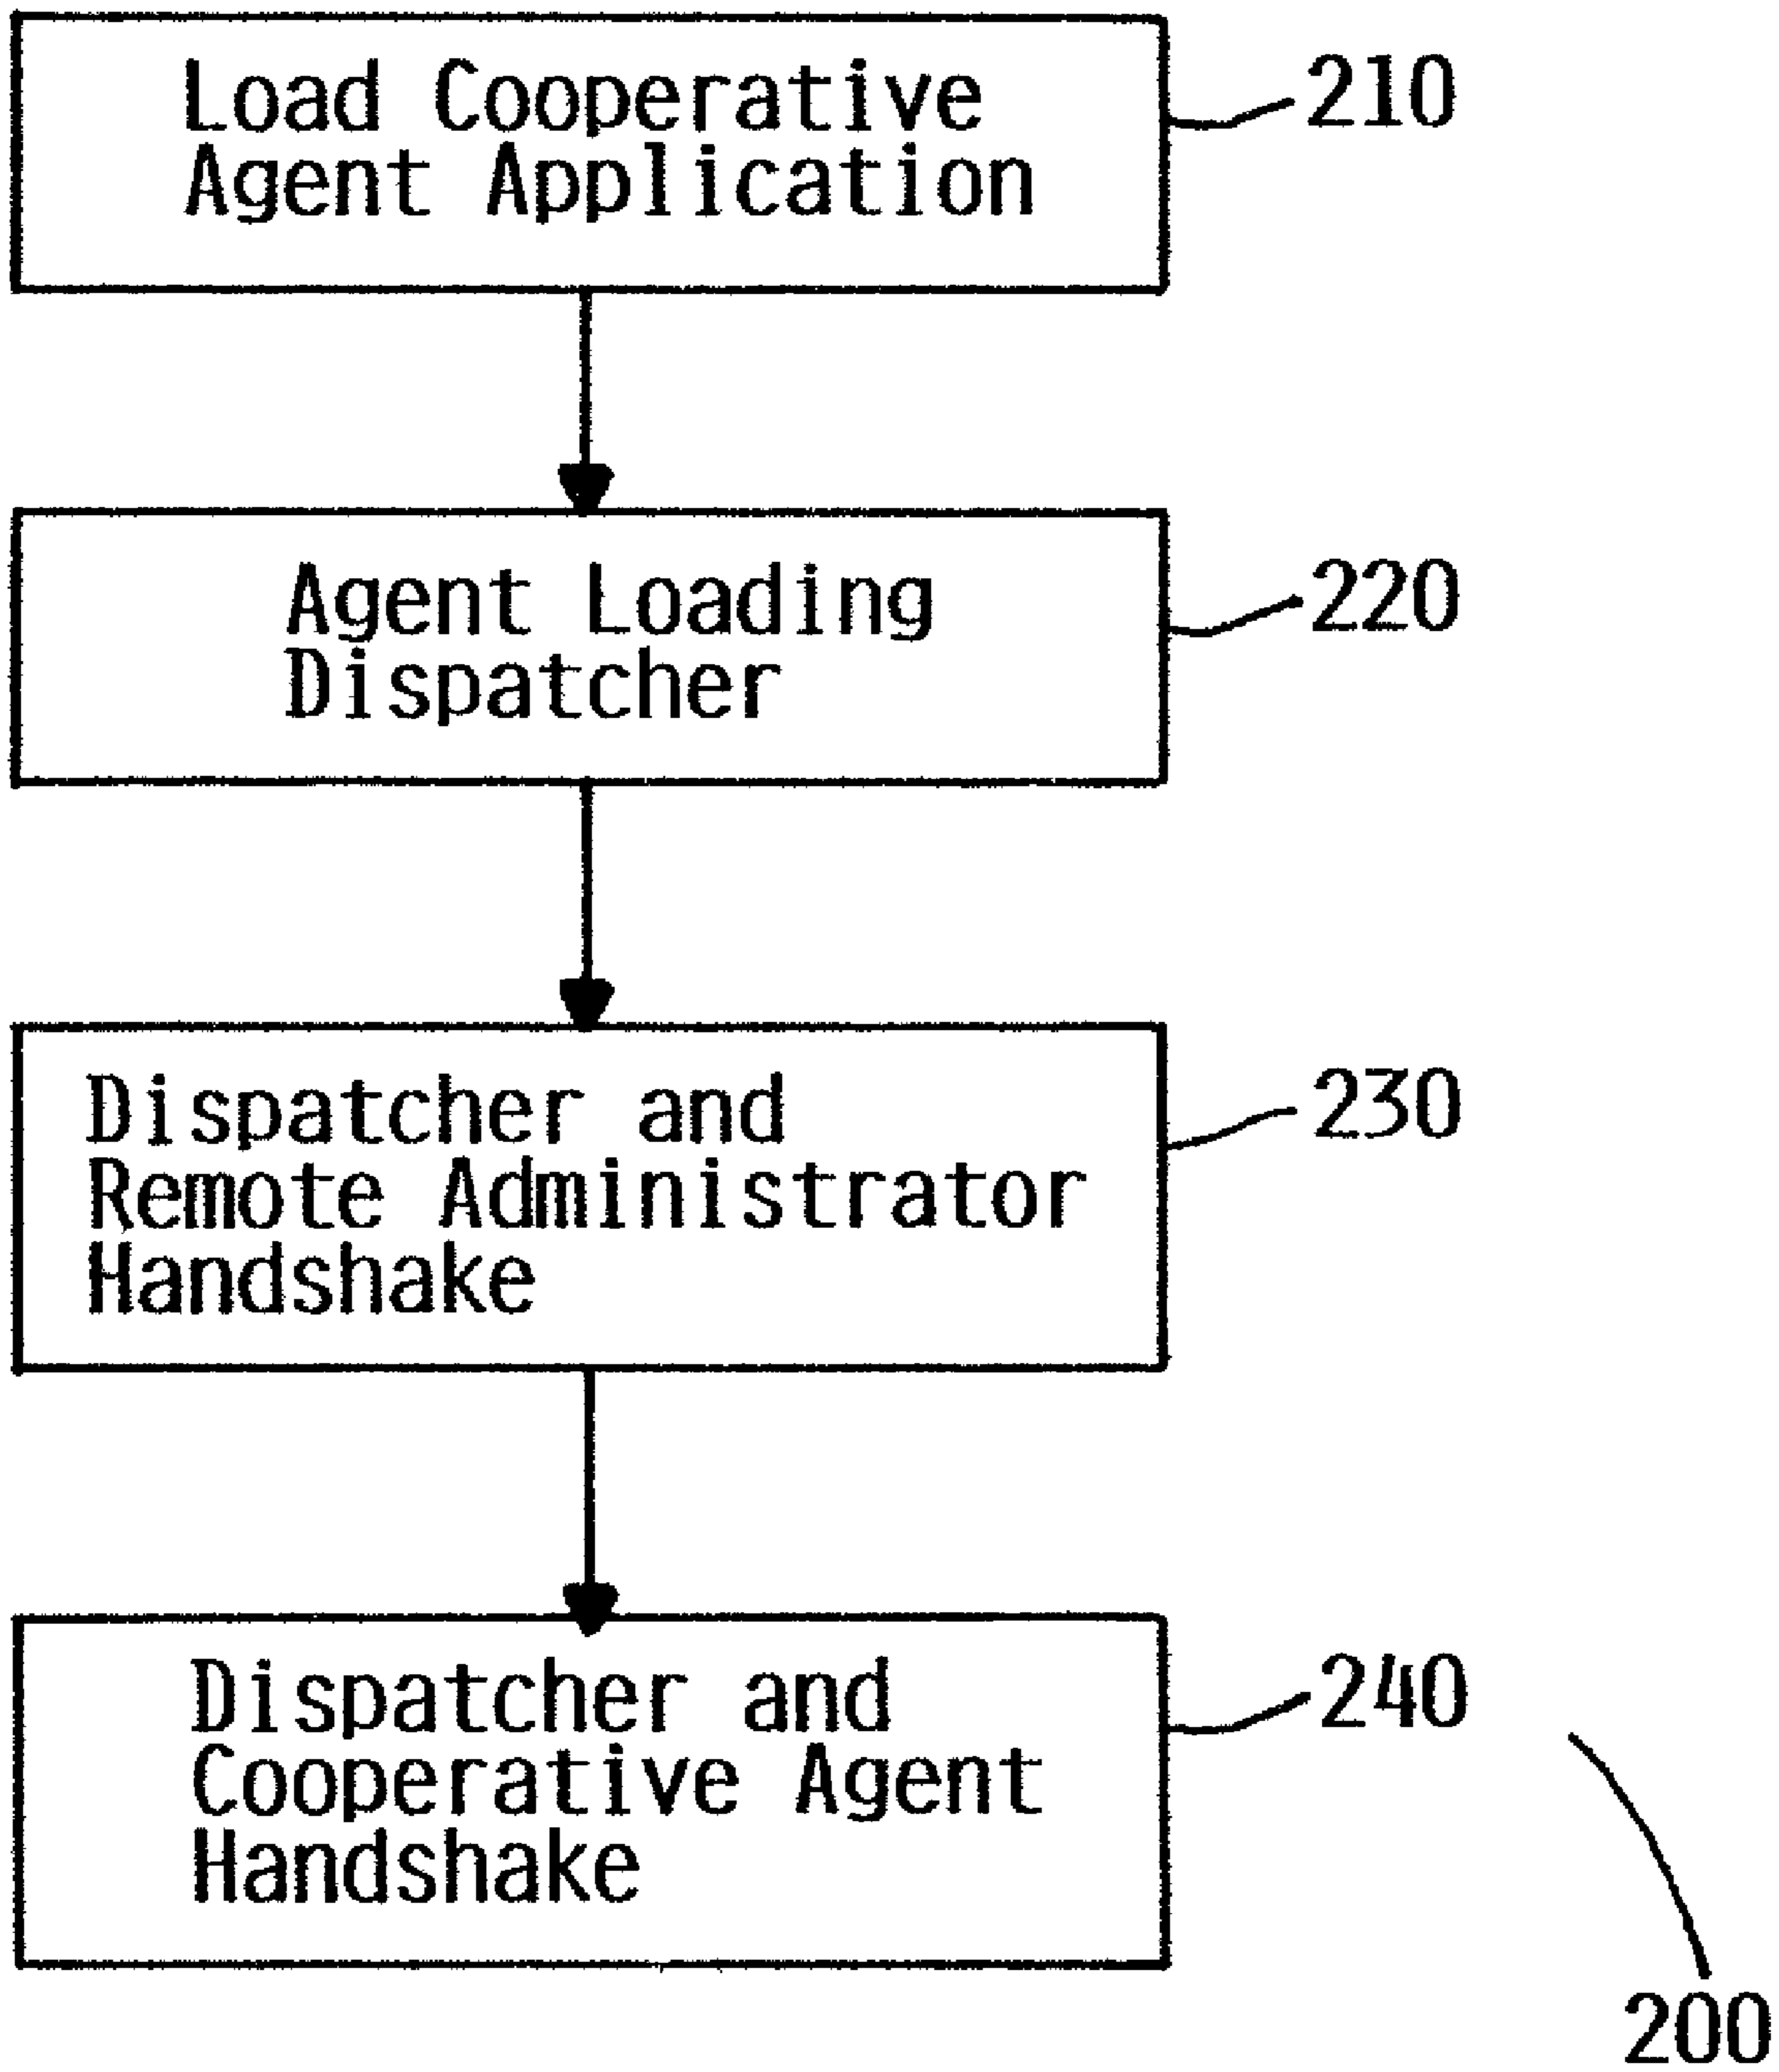 Load Cooperative
Agent Application
210
Agent Loading
Dispatcher
220
Dispatcher and
Remote Administrator
Handshake
230
Dispatcher and
Cooperative Agent
Handshake
240
200